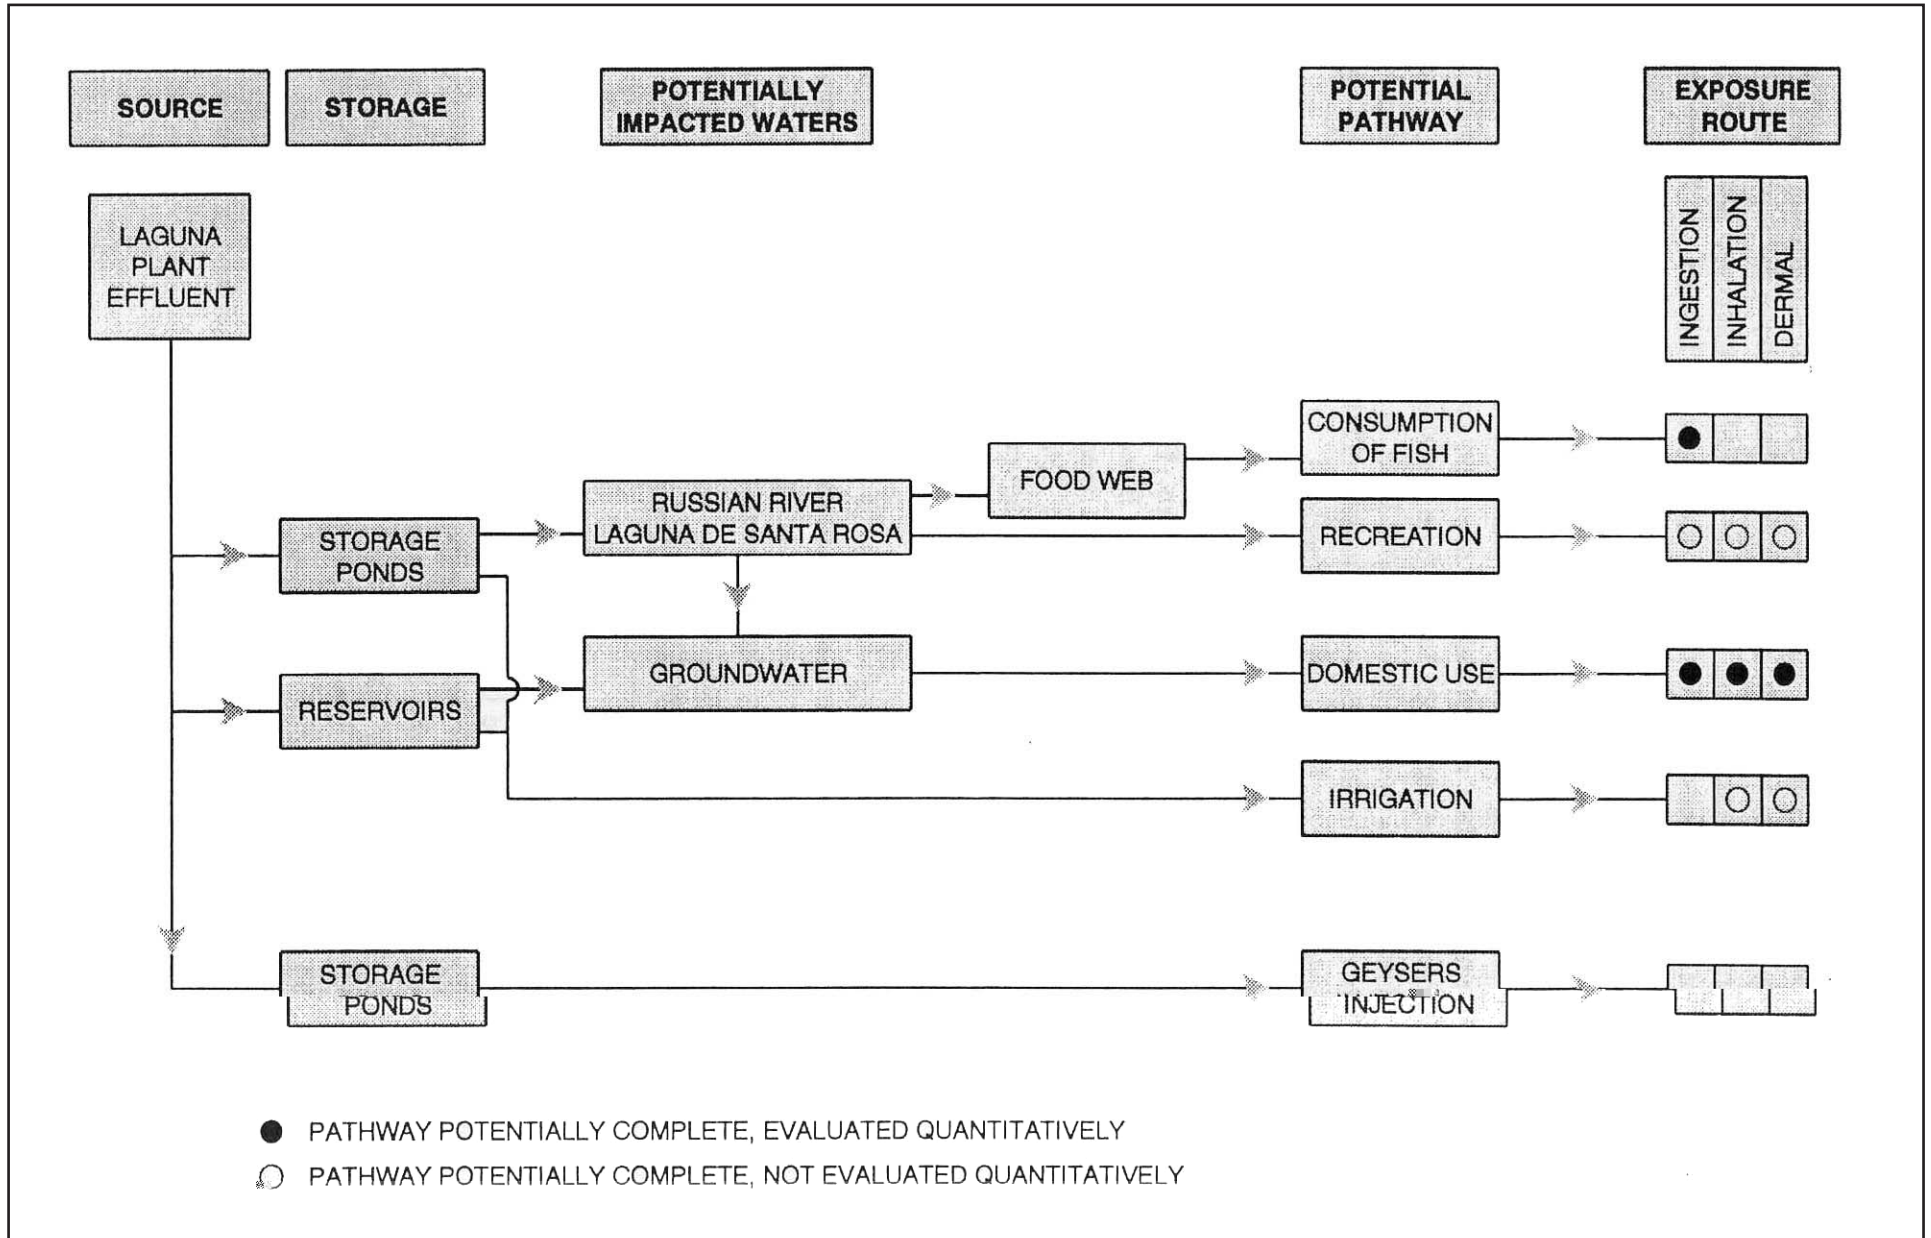 SOURCE
STORAGE
POTENTIALLY
IMPACTED WATERS
POTENTIAL
PATHWAY
EXPOSURE
ROUTE
LAGUNA
PLANT
EFFLUENT
INGESTION
INHALATION
DERMAL
CONSUMPTION
OF FISH
FOOD WEB
RUSSIAN RIVER
LAGUNA DE SANTA ROSA
RECREATION
STORAGE
PONDS
GROUNDWATER
DOMESTIC USE
RESERVOIRS
IRRIGATION
STORAGE
PONDS
GEYSERS
INJECTION
PATHWAY POTENTIALLY COMPLETE, EVALUATED QUANTITATIVELY
PATHWAY POTENTIALLY COMPLETE, NOT EVALUATED QUANTITATIVELY